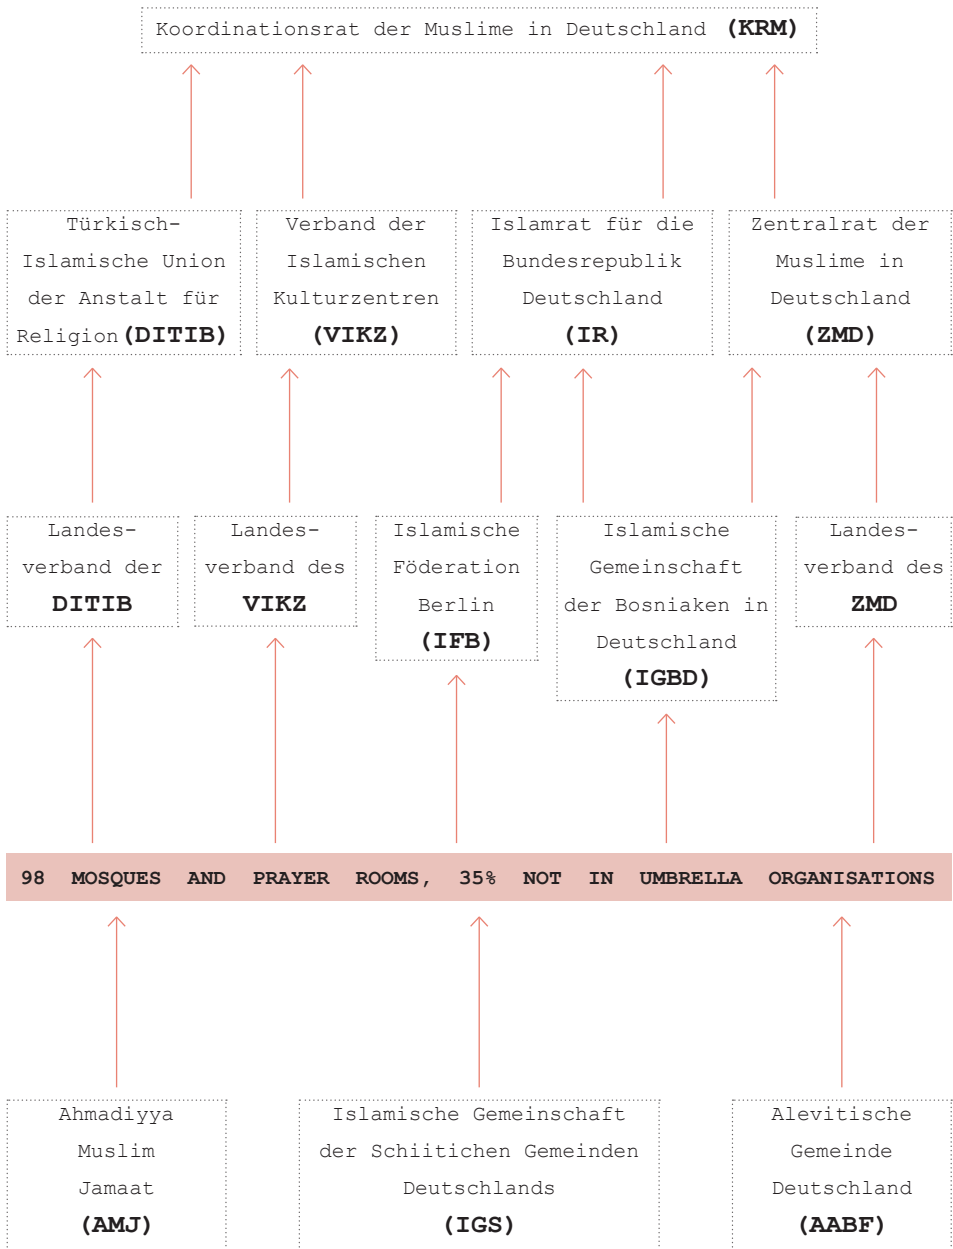 Koordinationsrat der Muslime in Deutschland (KRM)
Türkisch-
Islamische Union
der Anstalt für
Religion (DITIB)
Verband der
Islamischen
Kulturzentren
(VIKZ)
Islamrat für die
Bundesrepublik
Deutschland
(IR)
Zentralrat der
Muslime in
Deutschland
(ZMD)
Landes-
verband der
DITIB
Landes-
verband des
VIKZ
Islamische
Föderation
Berlin
(IFB)
Islamische
Gemeinschaft
der Bosniaken in
Deutschland
(IGBD)
Landes-
verband des
ZMD
98 MOSQUES AND PRAYER ROOMS, 35% NOT IN UMBRELLA ORGANISATIONS
Ahmadiyya
Muslim
Jamaat
(AMJ)
Islamische Gemeinschaft
der Schiitichen Gemeinden
Deutschlands
(IGS)
Alevitische
Gemeinde
Deutschland
(AABF)